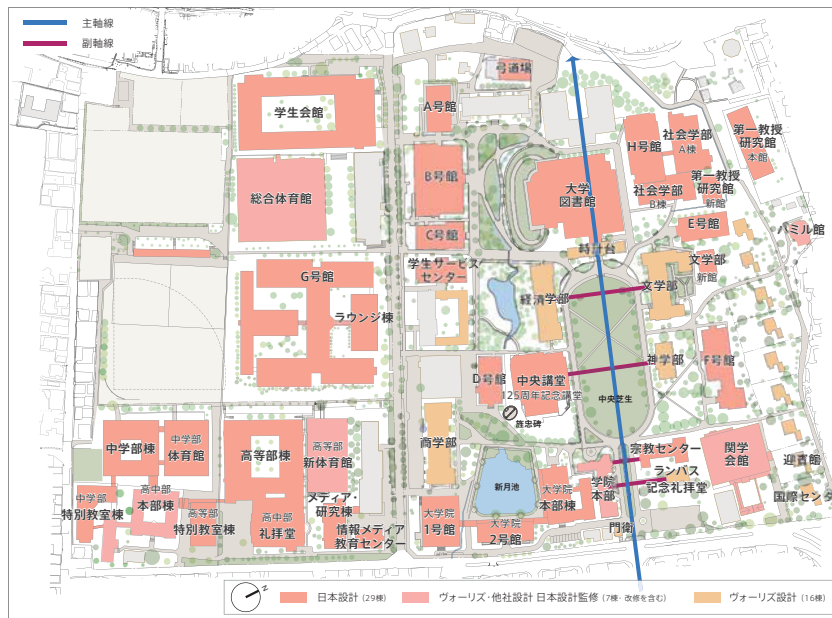 主軸線
副軸線
弓道場
学生会館
A号館
H号館
社会学部
A棟
第一教授
研究館
本館
B号館
総合体育館
大学
図書館
社会学部
B棟
第一教授
研究館
新館
C号館
E号館
パミル館
時計台
学生サービス
センター
G号館
経済学部
文学部
文学部
新館
ラウンジ棟
D号館
中央講堂
125周年記念講堂
神学部
F号館
中央芝生
旌忠碑
商学部
中学部棟
中学部
体育館
高等部棟
高等部
新体育館
宗教センター
関学
会館
迎賓館
ランバス
記念礼拝堂
国際センタ
新月池
学院
本部
大学院
本部棟
中学部
特別教室棟
高中部
本部棟
高等部
特別教室棟
高中部
礼拝堂
メディア・
研究棟
情報メディア
教育センター
大学院
1号館
大学院
2号館
門衛
N
日本設計 (29棟)
ヴォーリズ・他社設計 日本設計監修 (7棟・改修を含む)
ヴォーリズ設計 (16棟)